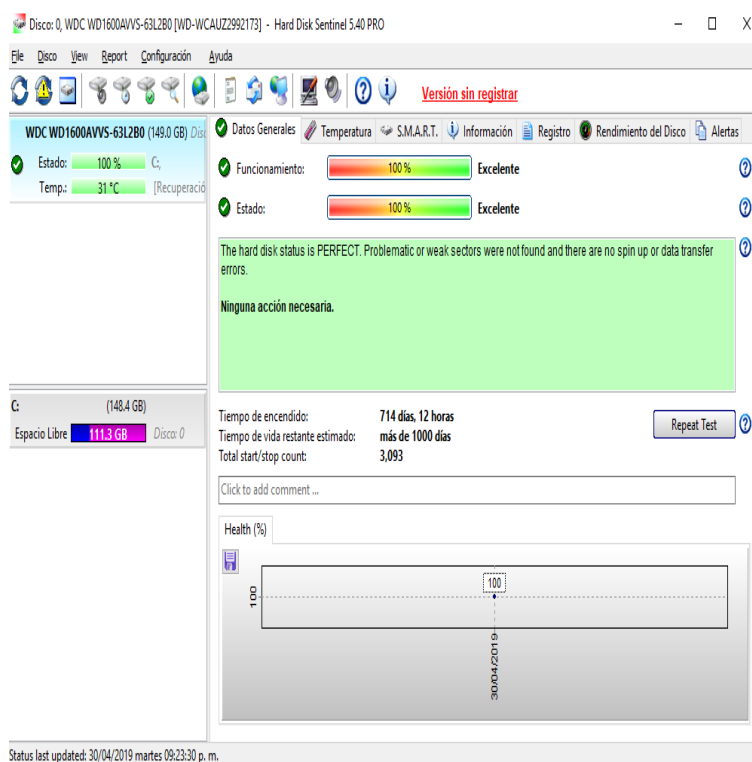 Disco: 0, WDC WD1600AVVS-63L2B0 [WD-WCAUZ2992173] - Hard Disk Sentinel 5.40 PRO
File Disco View Report Configuración Ayuda
Versión sin registrar
WDC WD1600AVVS-63L2B0 (149.0 GB) Disc
Estado: 100 % C:,
Temp.: 31 °C [Recuperació
Datos Generales Temperatura S.M.A.R.T. Información Registro Rendimiento del Disco Alertas
Funcionamiento: 100 % Excelente
Estado: 100 % Excelente
The hard disk status is PERFECT. Problematic or weak sectors were not found and there are no spin up or data transfer
errors.
Ninguna acción necesaria.
C: (148.4 GB)
Espacio Libre 111.3 GB Disco: 0
Tiempo de encendido: 714 días, 12 horas
Tiempo de vida restante estimado: más de 1000 días
Total start/stop count: 3,093
Repeat Test
Click to add comment ...
Health (%)
100
100
30/04/2019
Status last updated: 30/04/2019 martes 09:23:30 p. m.